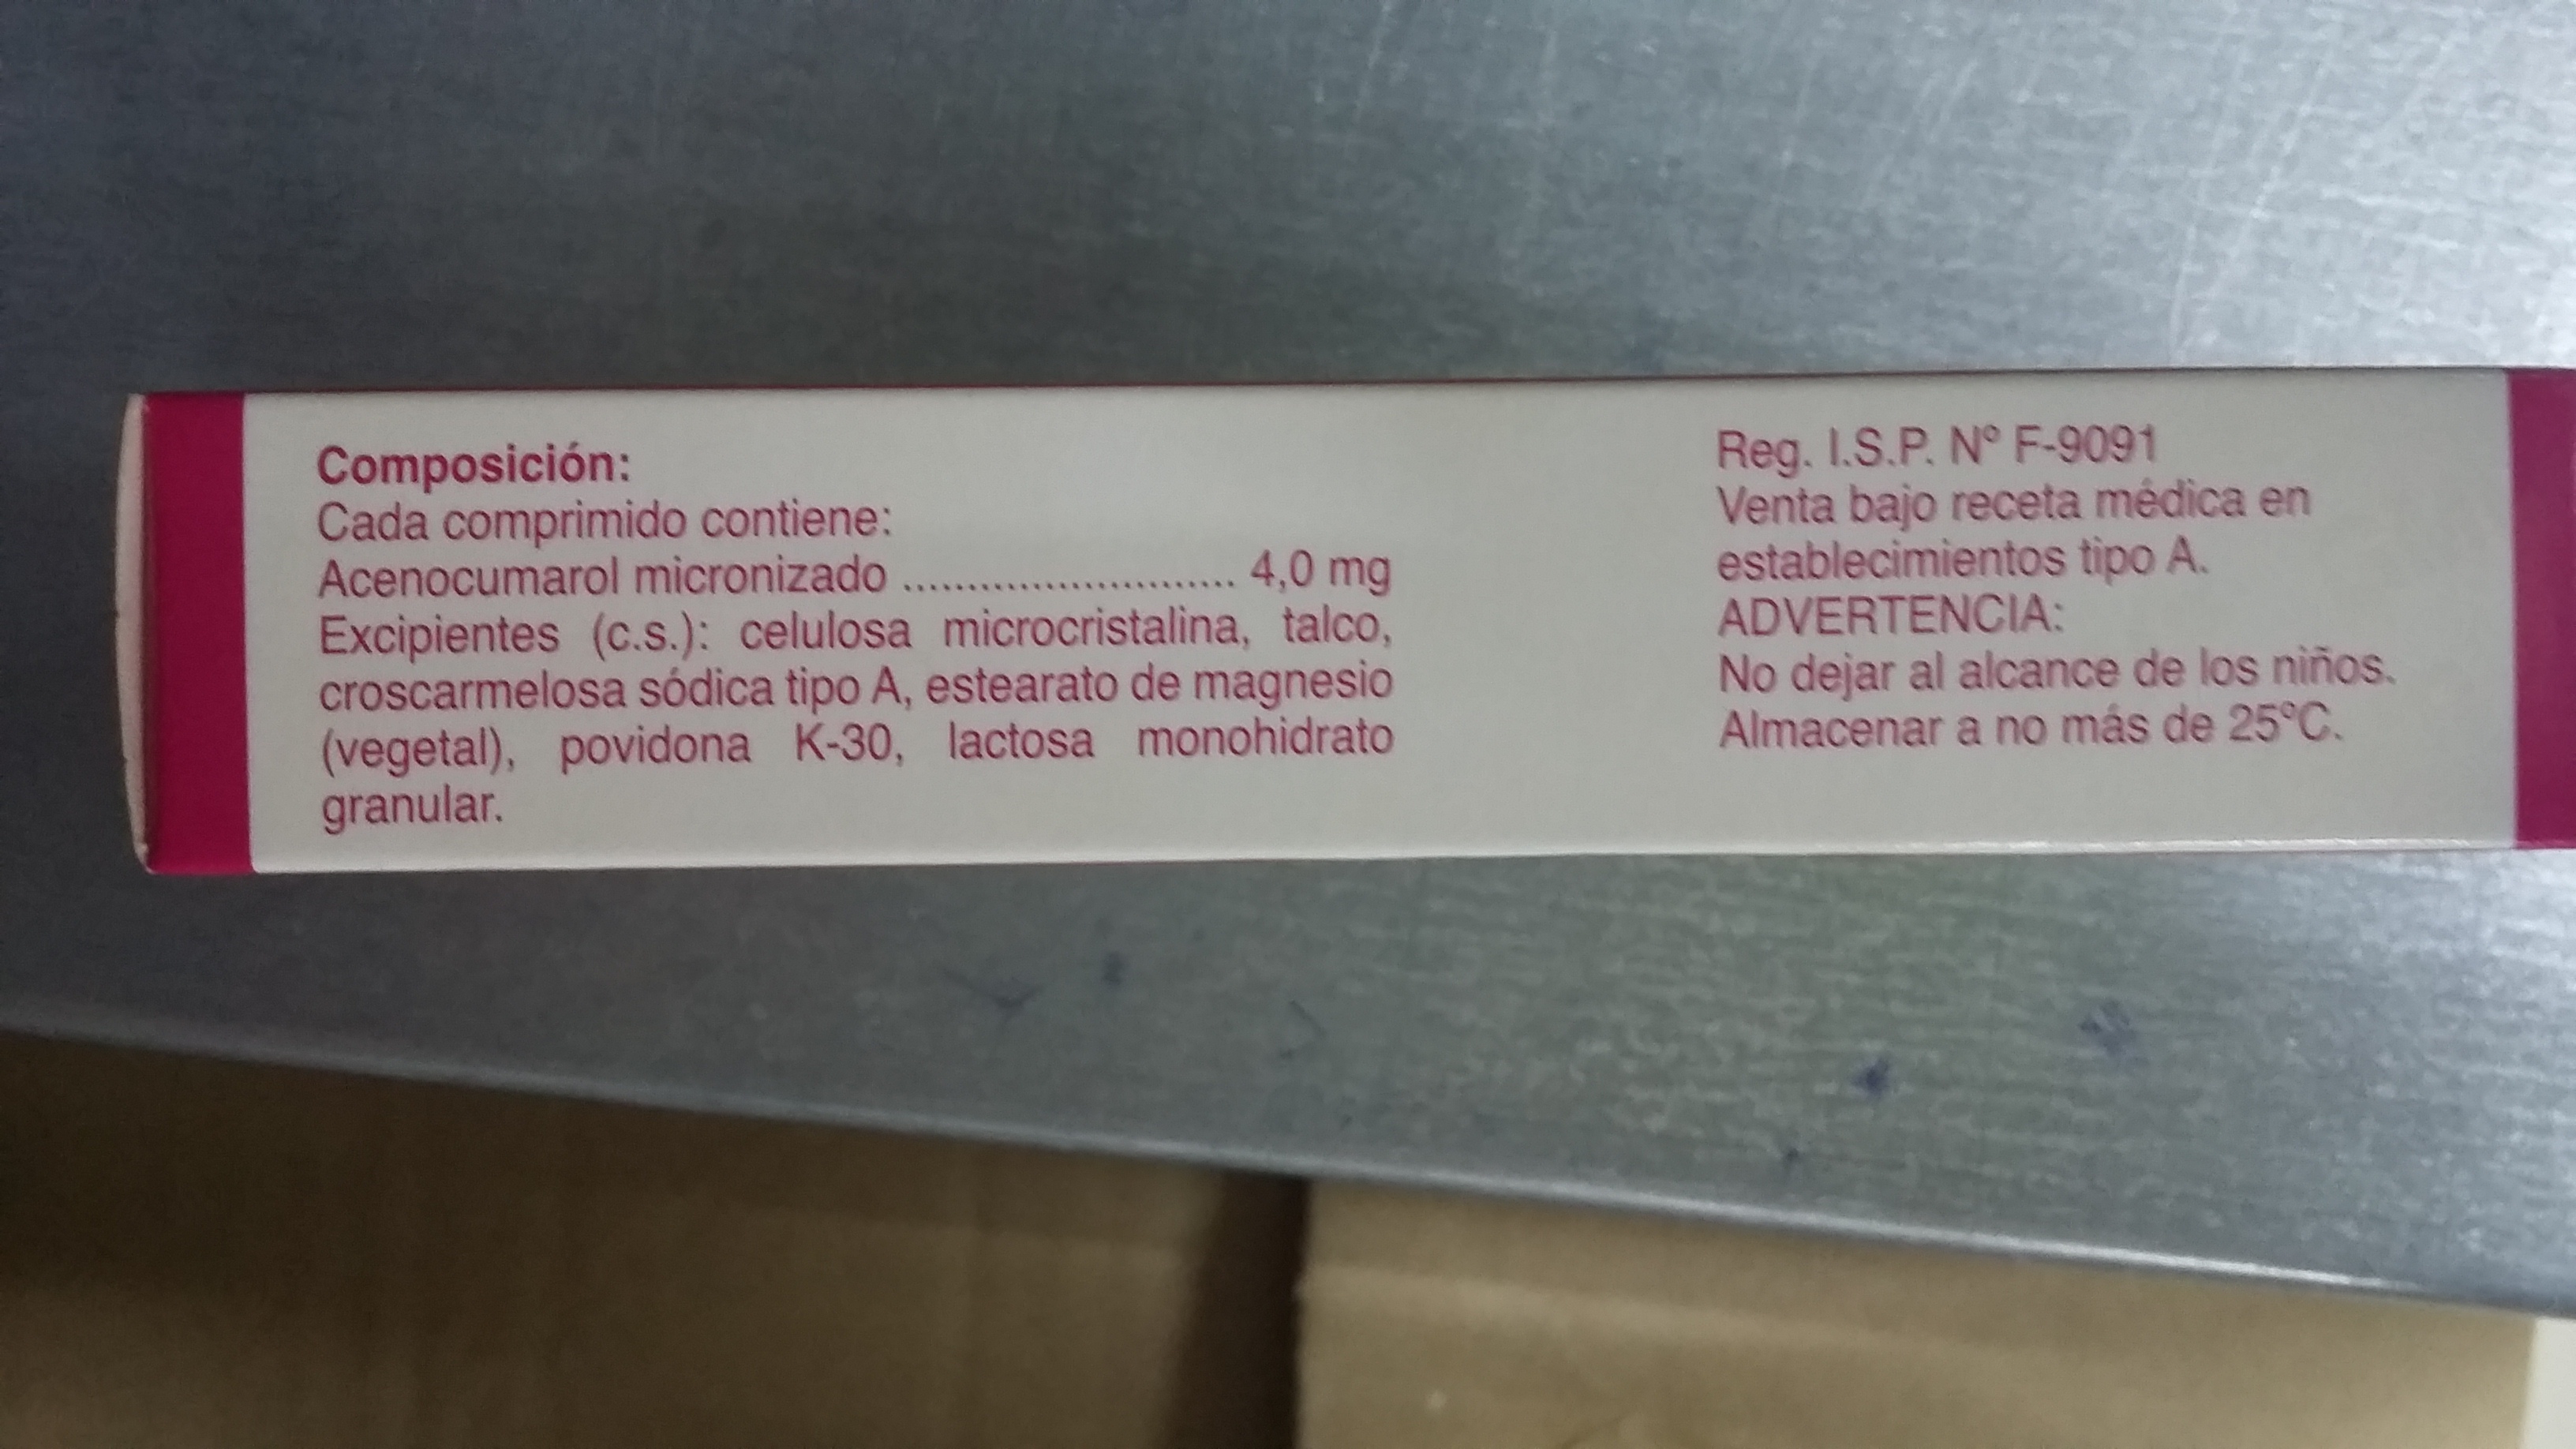 Composición:
Cada comprimido contiene:
Acenocumarol micronizado .......................... 4,0 mg
Excipientes (c.s.): celulosa microcristalina, talco,
croscarmelosa sódica tipo A, estearato de magnesio
(vegetal), povidona K-30, lactosa monohidrato
granular.
Reg. I.S.P. Nº F-9091
Venta bajo receta médica en
establecimientos tipo A.
ADVERTENCIA:
No dejar al alcance de los niños.
Almacenar a no más de 25ºC.